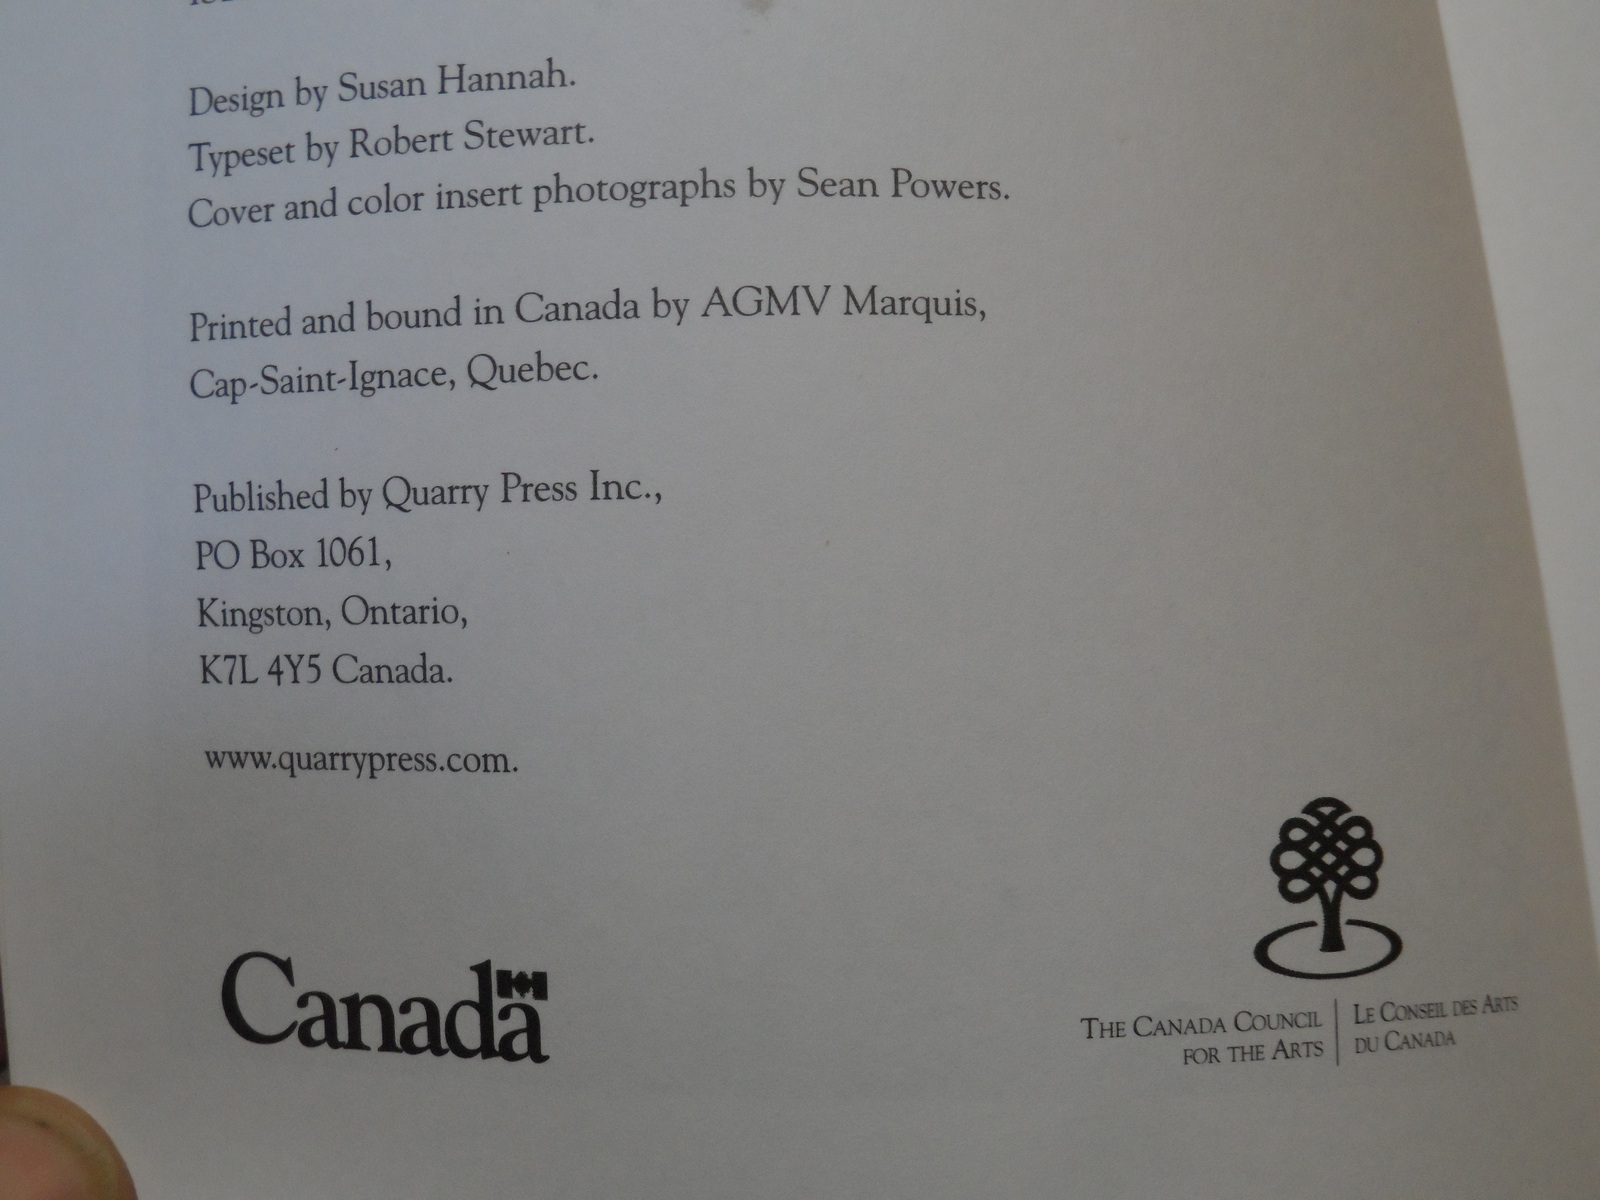 Design by Susan Hannah.
Typeset by Robert Stewart.
Cover and color insert photographs by Sean Powers.
Printed and bound in Canada by AGMV Marquis,
Cap-Saint-Ignace, Quebec.
Published by Quarry Press Inc.,
PO Box 1061,
Kingston, Ontario,
K7L 4Y5 Canada.
www.quarrypress.com.
Canada
THE CANADA COUNCIL
FOR THE ARTS
LE CONSEIL DES ARTS
DU CANADA